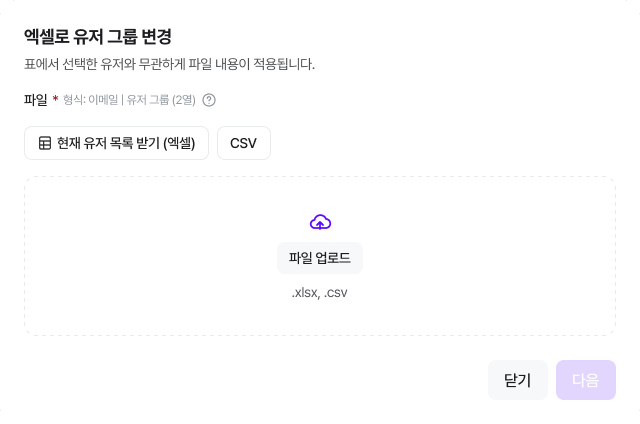 엑셀로 유저 그룹 변경
표에서 선택한 유저와 무관하게 파일 내용이 적용됩니다.
파일 * 형식: 이메일 | 유저 그룹 (2열) ?
현재 유저 목록 받기 (엑셀) CSV
파일 업로드
.xlsx, .csv
닫기 다음